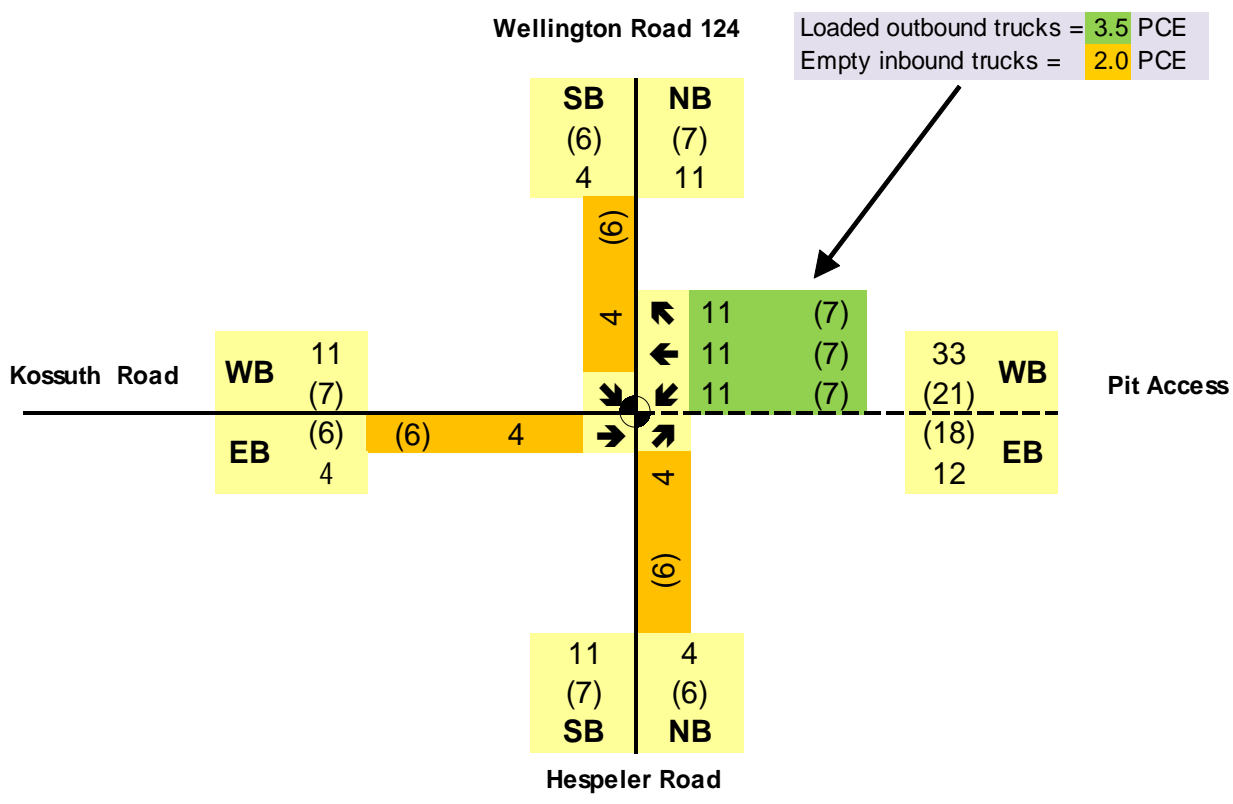 Wellington Road 124
Loaded outbound trucks = 3.5 PCE
Empty inbound trucks = 2.0 PCE
SB NB
(6) (7)
4 11
(6)
4
11 (7)
11 (7)
11 (7)
Kossuth Road
WB 11
(7)
EB (6)
4
(6) 4
33 WB
(21)
(18) EB
12
Pit Access
4
(6)
11 4
(7) (6)
SB NB
Hespeler Road